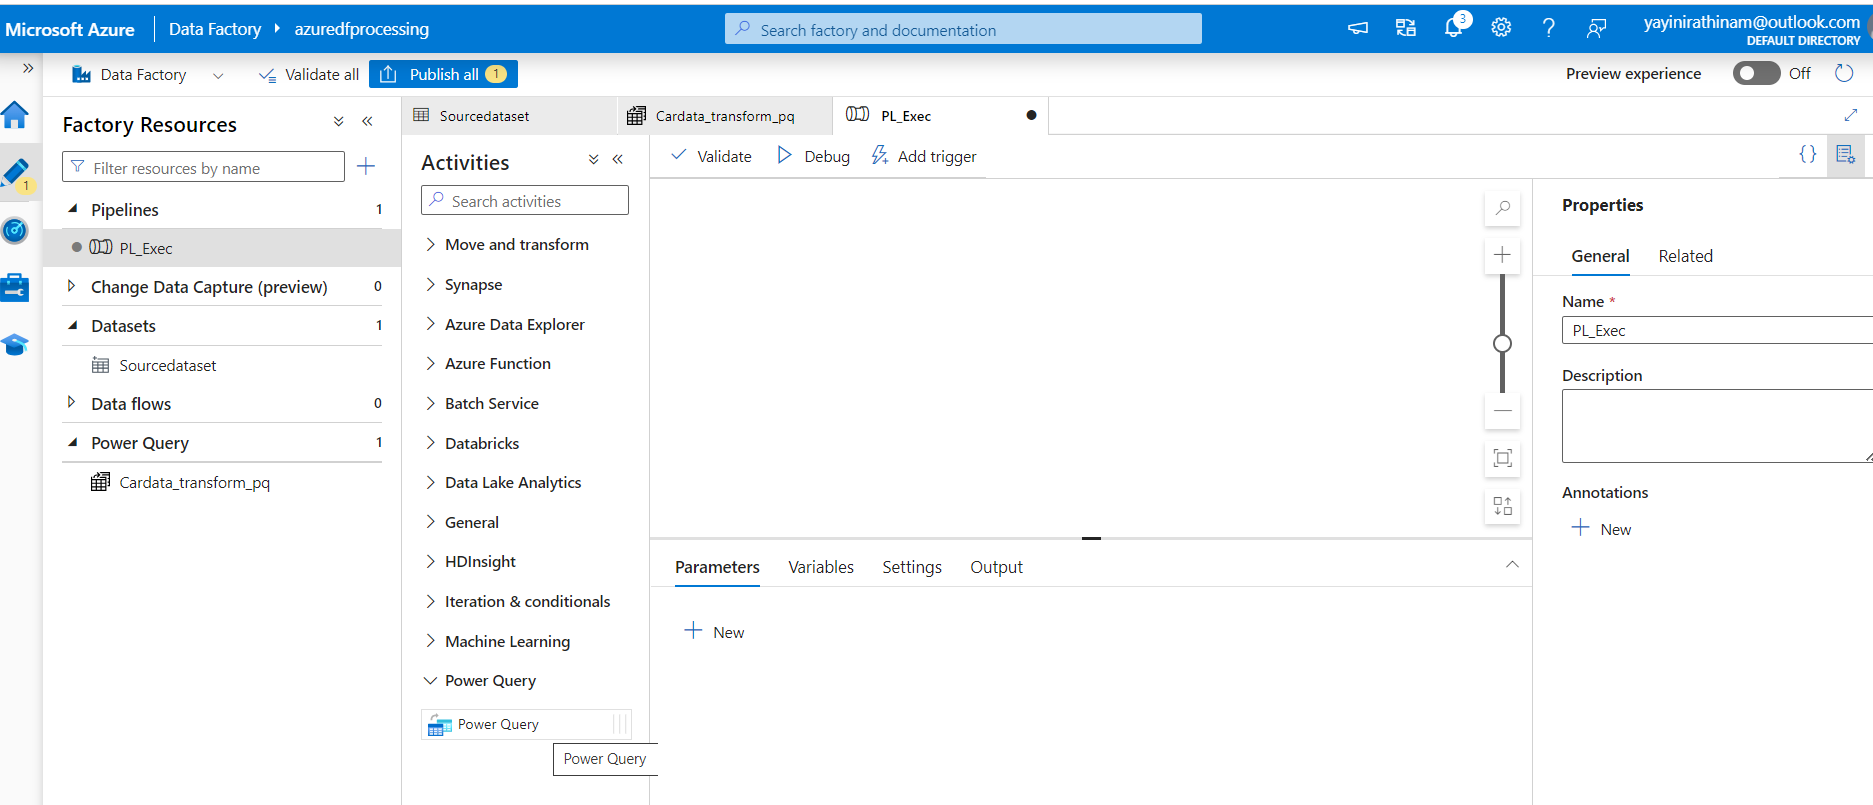 Microsoft Azure
Data Factory
azuredfprocessing
Search factory and documentation
3
yayinirathinam@outlook.com
DEFAULT DIRECTORY
Data Factory
Validate all
Publish all 1
Preview experience
Off
1
Factory Resources
Filter resources by name
Pipelines 1
PL_Exec
Change Data Capture (preview) 0
Datasets 1
Sourcedataset
Data flows 0
Power Query 1
Cardata_transform_pq
Sourcedataset
Cardata_transform_pq
PL_Exec
Activities
Search activities
Move and transform
Synapse
Azure Data Explorer
Azure Function
Batch Service
Databricks
Data Lake Analytics
General
HDInsight
Iteration & conditionals
Machine Learning
Power Query
Power Query
Power Query
Validate
Debug
Add trigger
{}
Parameters
Variables
Settings
Output
New
Properties
General
Related
Name *
PL_Exec
Description
Annotations
New